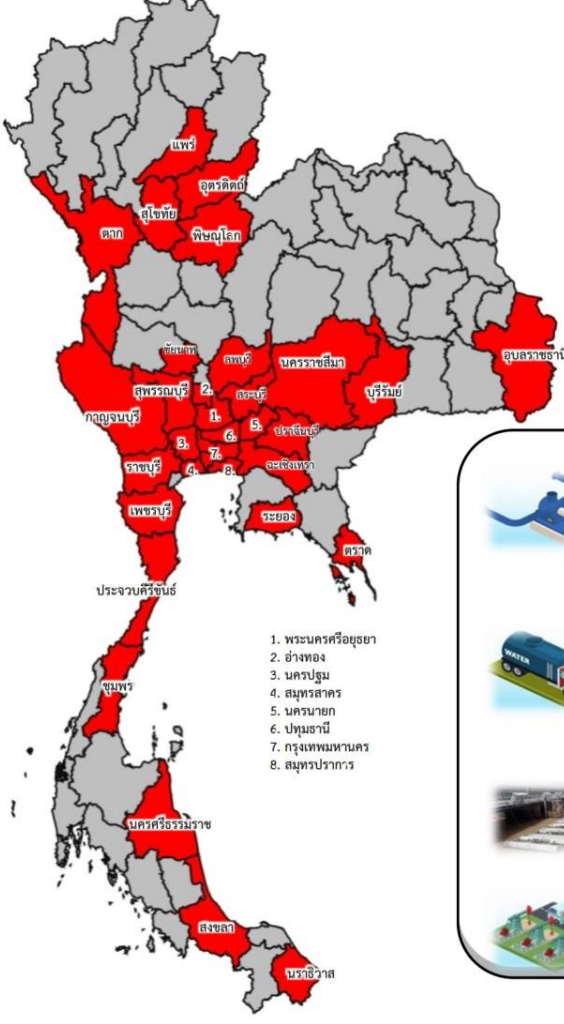 แพร่
อุตรดิตถ์
สุโขทัย
ตาก
พิษณุโลก
ชัยนาท
ลพบุรี
นครราชสีมา
อุบลราชธานี
สุพรรณบุรี
2.
สระบุรี
บุรีรัมย์
กาญจนบุรี
1.
5.
ปราจีนบุรี
3.
6.
7.
ราชบุรี
4.
8.
ฉะเชิงเทรา
เพชรบุรี
ระยอง
ตราด
ประจวบคีรีขันธ์
1. พระนครศรีอยุธยา
2. อ่างทอง
3. นครปฐม
4. สมุทรสาคร
5. นครนายก
6. ปทุมธานี
7. กรุงเทพมหานคร
8. สมุทรปราการ
ชุมพร
นครศรีธรรมราช
สงขลา
นราธิวาส
WATER